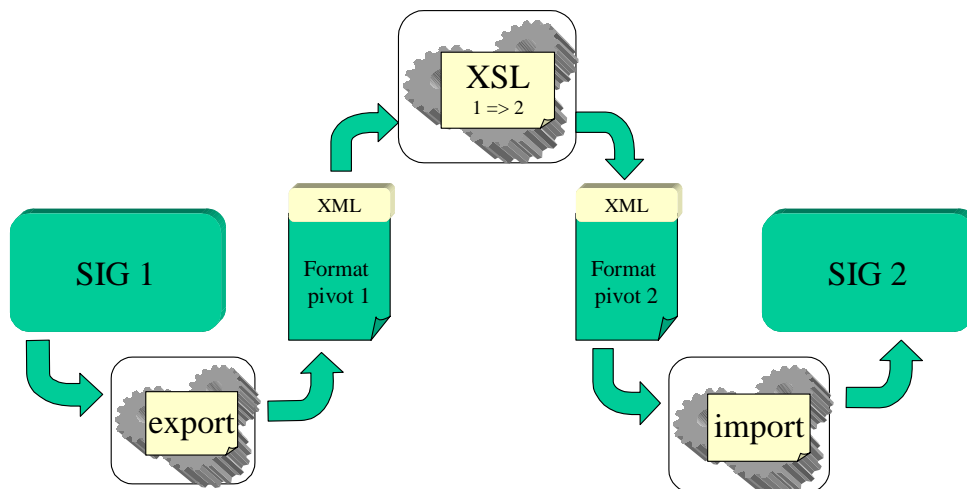 XSL
1 => 2
XML
XML
SIG 1
Format
pivot 1
Format
pivot 2
SIG 2
export
import